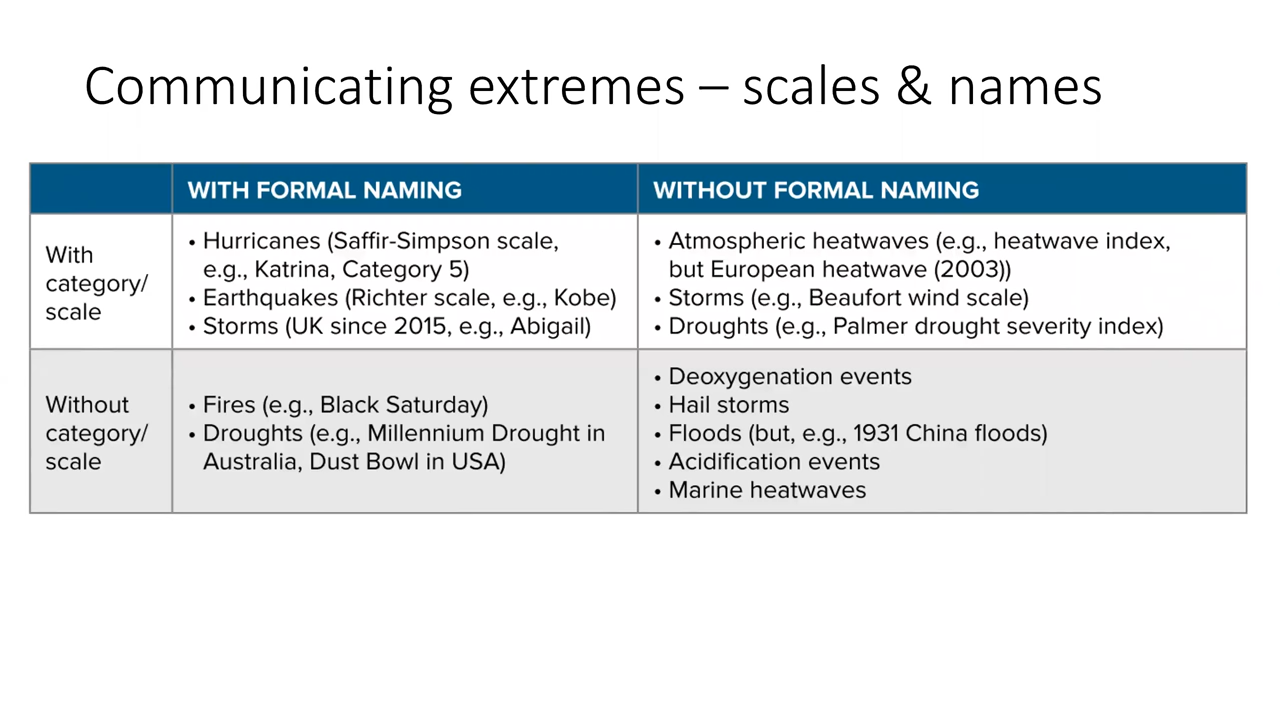 Communicating extremes – scales & names
WITH FORMAL NAMING
WITHOUT FORMAL NAMING
With
category/
scale
• Hurricanes (Saffir-Simpson scale,
e.g., Katrina, Category 5)
• Earthquakes (Richter scale, e.g., Kobe)
• Storms (UK since 2015, e.g., Abigail)
• Atmospheric heatwaves (e.g., heatwave index,
but European heatwave (2003))
• Storms (e.g., Beaufort wind scale)
• Droughts (e.g., Palmer drought severity index)
Without
category/
scale
• Fires (e.g., Black Saturday)
• Droughts (e.g., Millennium Drought in
Australia, Dust Bowl in USA)
• Deoxygenation events
• Hail storms
• Floods (but, e.g., 1931 China floods)
• Acidification events
• Marine heatwaves